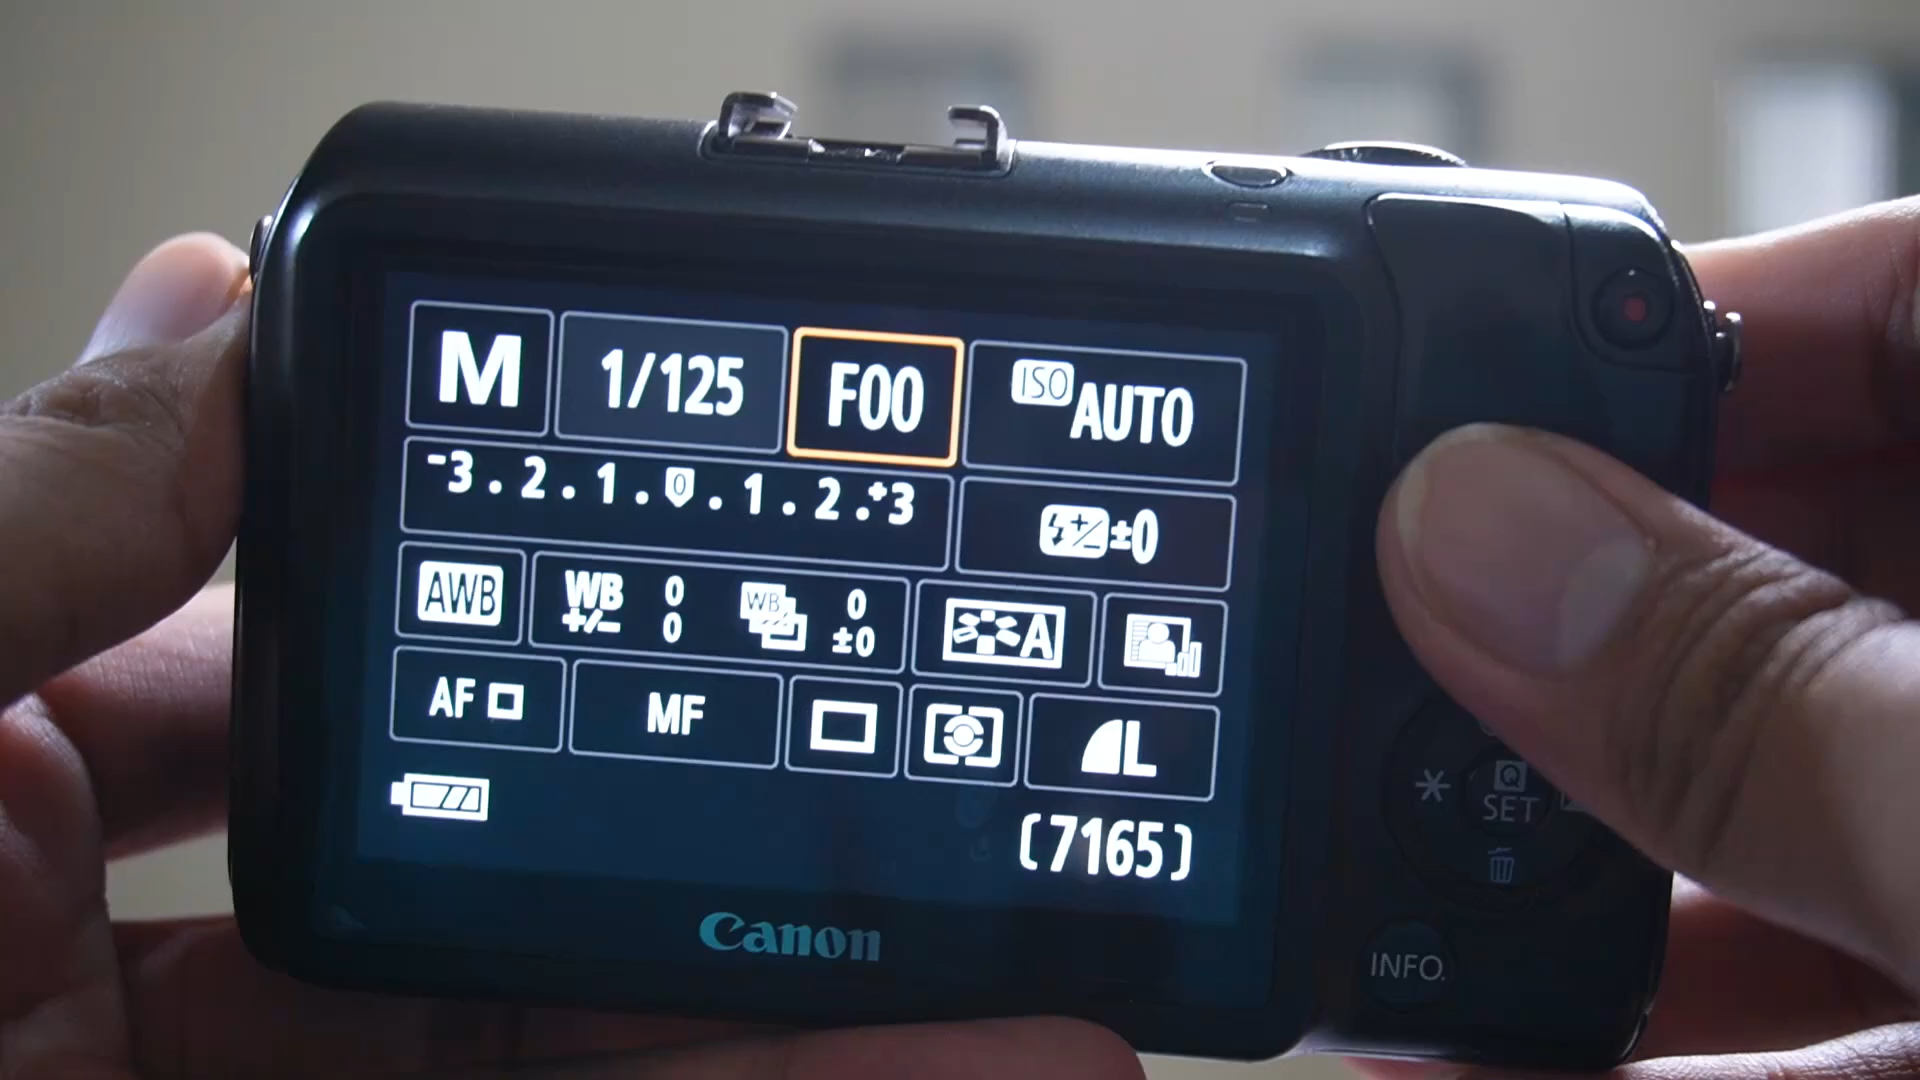 M 1/125 F00 ISO AUTO
-3.2.1.0.1.2.+3 ±0
AWB WB +/- 0 0 WB 0 ±0 A
AF MF L
(7165)
Canon
Q
SET
INFO.